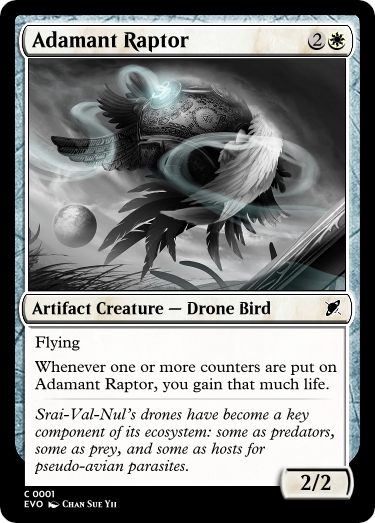 Adamant Raptor 2
Artifact Creature — Drone Bird
Flying
Whenever one or more counters are put on
Adamant Raptor, you gain that much life.
Srai-Val-Nul's drones have become a key
component of its ecosystem: some as predators,
some as prey, and some as hosts for
pseudo-avian parasites.
2/2
C 0001
EVO Chan Sue Yii